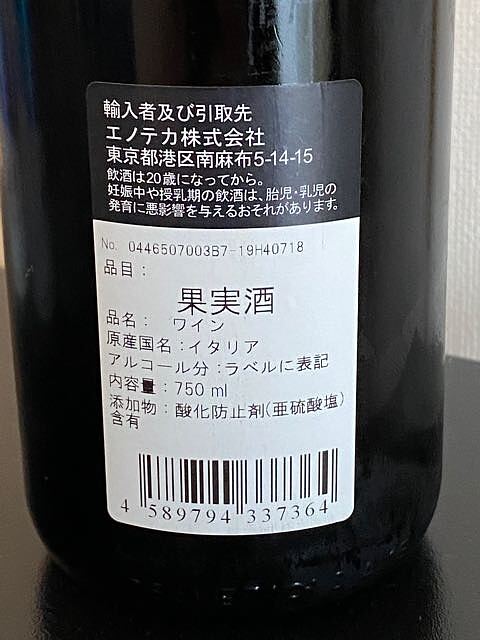 輸入者及び引取先
エノテカ株式会社
東京都港区南麻布5-14-15
飲酒は20歳になってから。
妊娠中や授乳期の飲酒は、胎児・乳児の
発育に悪影響を与えるおそれがあります。
No. 0446507003B7-19H40718
品目：
果実酒
品名： ワイン
原産国名：イタリア
アルコール分：ラベルに表記
内容量：750 ml
添加物：酸化防止剤(亜硫酸塩)
含有
4 589794 337364